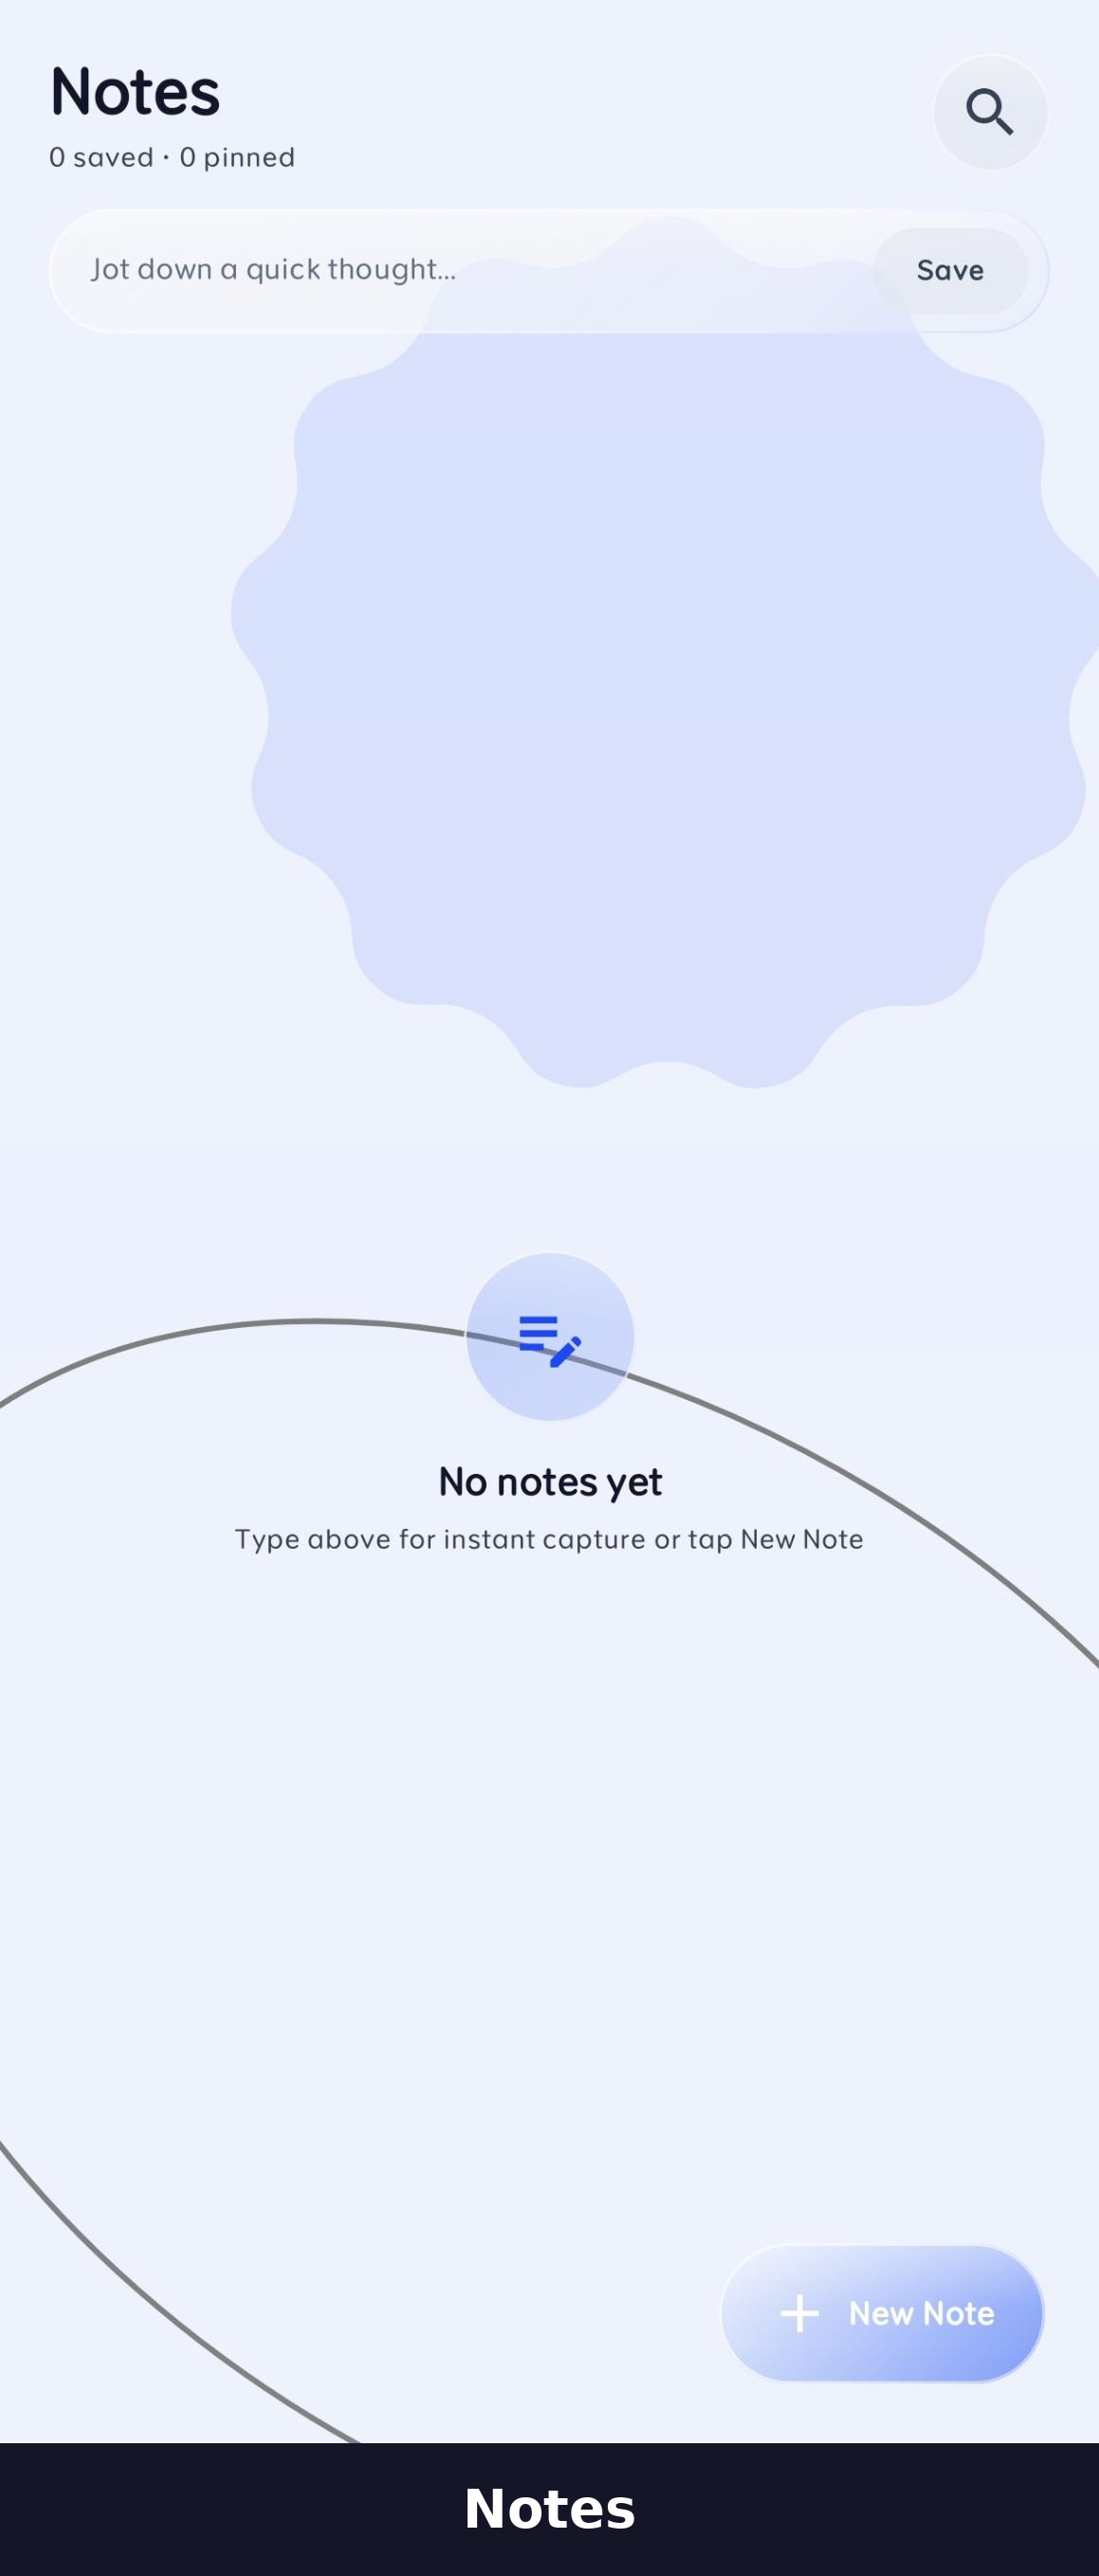 Notes
0 saved · 0 pinned
Jot down a quick thought...
Save
No notes yet
Type above for instant capture or tap New Note
New Note
Notes